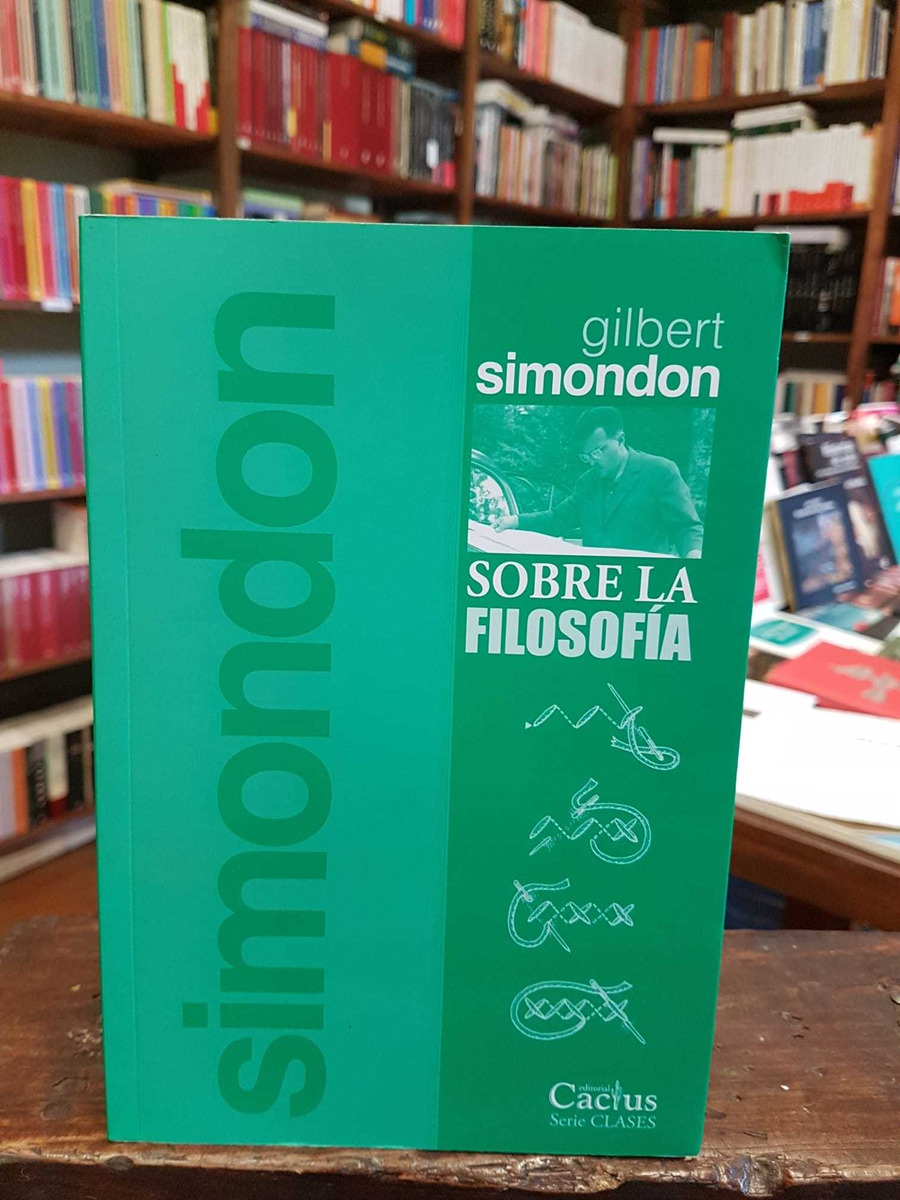 simondon
gilbert
simondon
SOBRE LA
FILOSOFÍA
editorial
Cactus
Serie CLASES